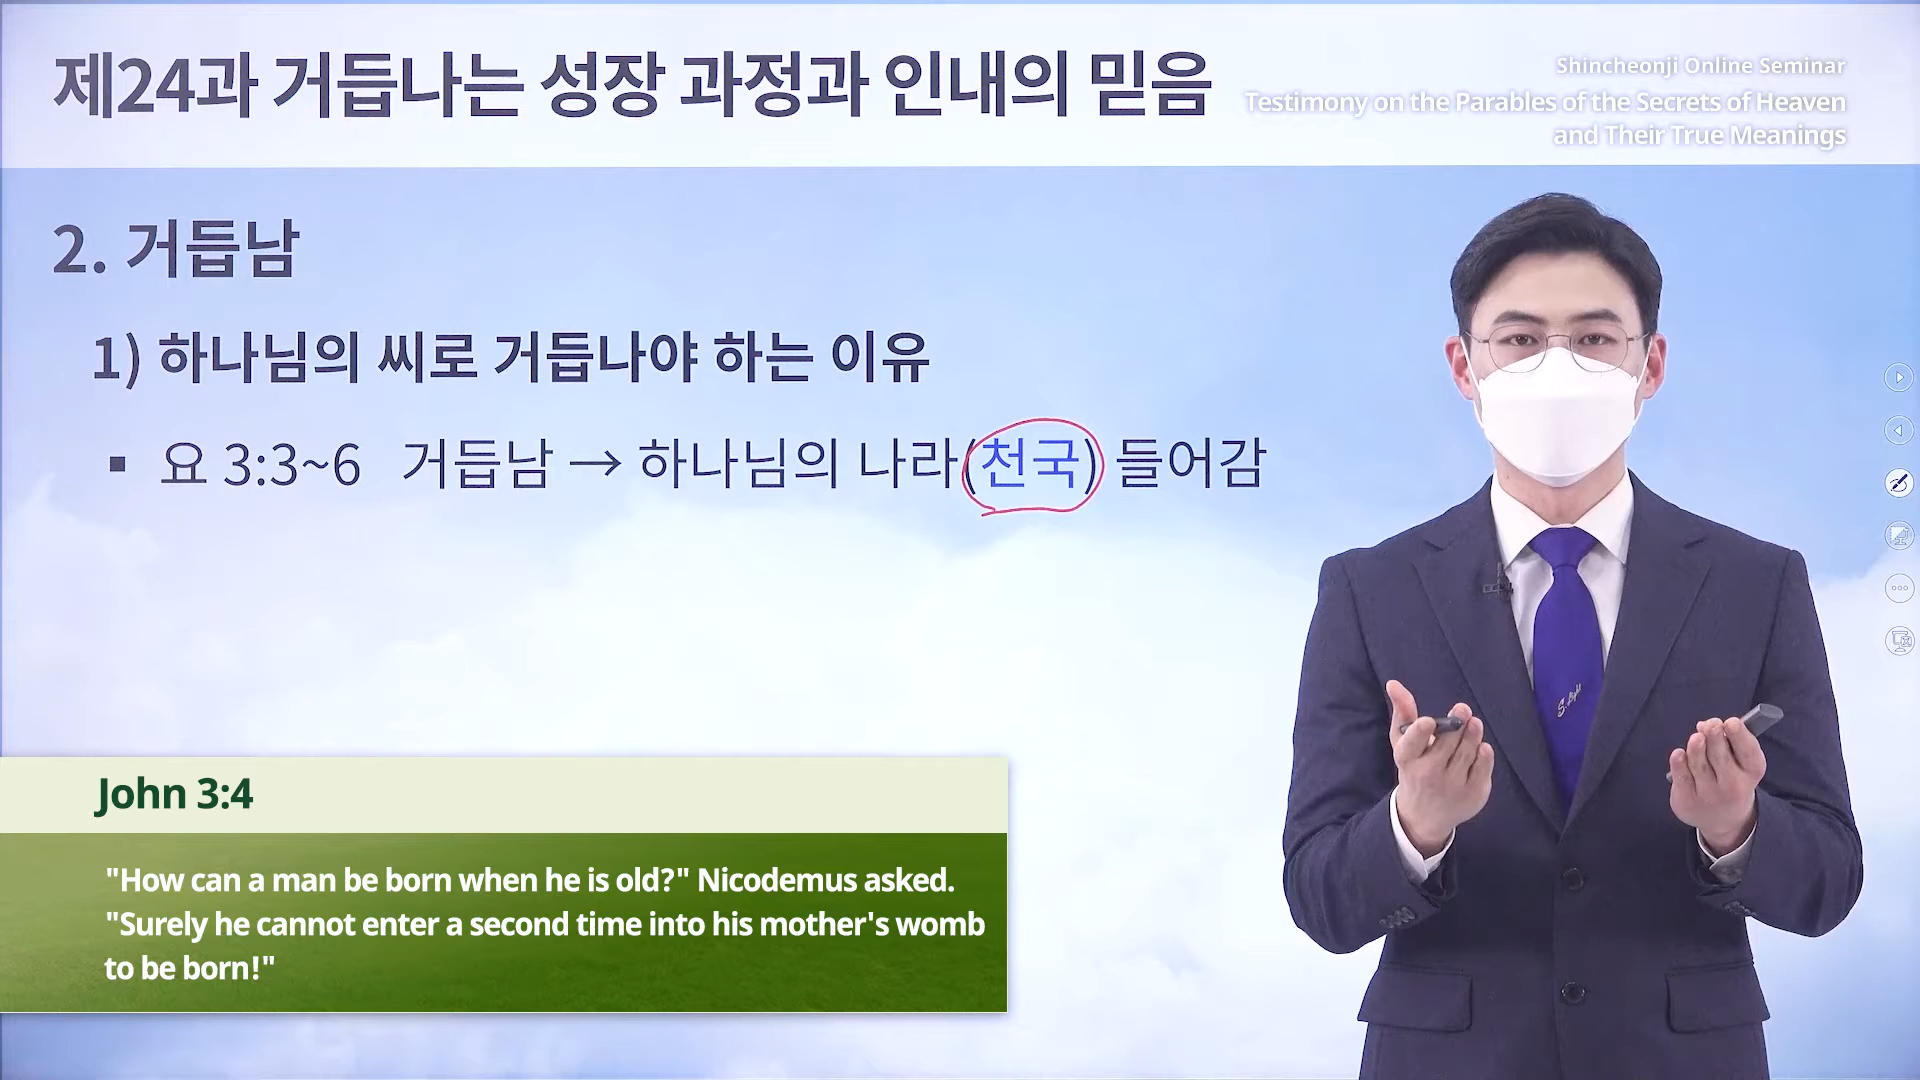 제24과 거듭나는 성장 과정과 인내의 믿음
Shincheonji Online Seminar
Testimony on the Parables of the Secrets of Heaven
and Their True Meanings
2. 거듭남
1) 하나님의 씨로 거듭나야 하는 이유
▪ 요 3:3~6 거듭남 → 하나님의 나라(천국) 들어감
S. Light
John 3:4
"How can a man be born when he is old?" Nicodemus asked.
"Surely he cannot enter a second time into his mother's womb
to be born!"